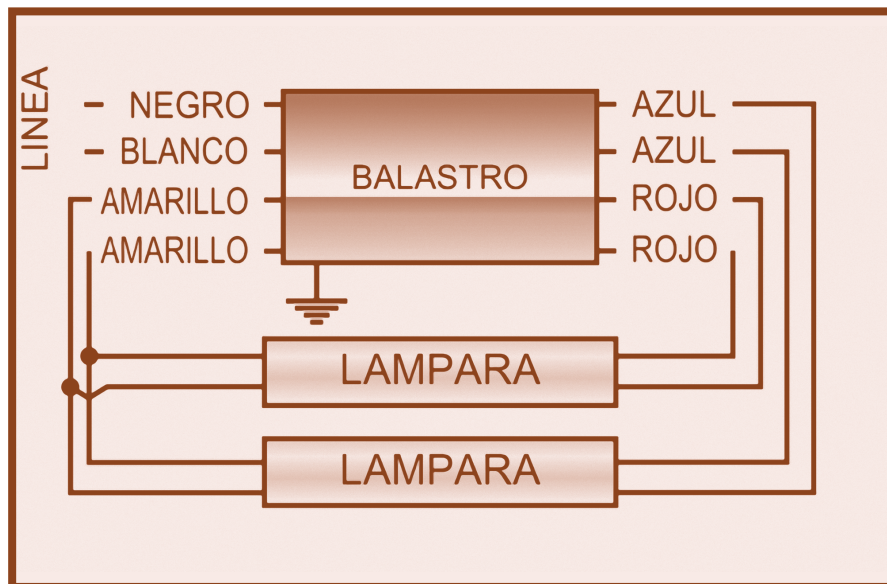 LINEA
NEGRO
BLANCO
AMARILLO
AMARILLO
BALASTRO
AZUL
AZUL
ROJO
ROJO
LAMPARA
LAMPARA